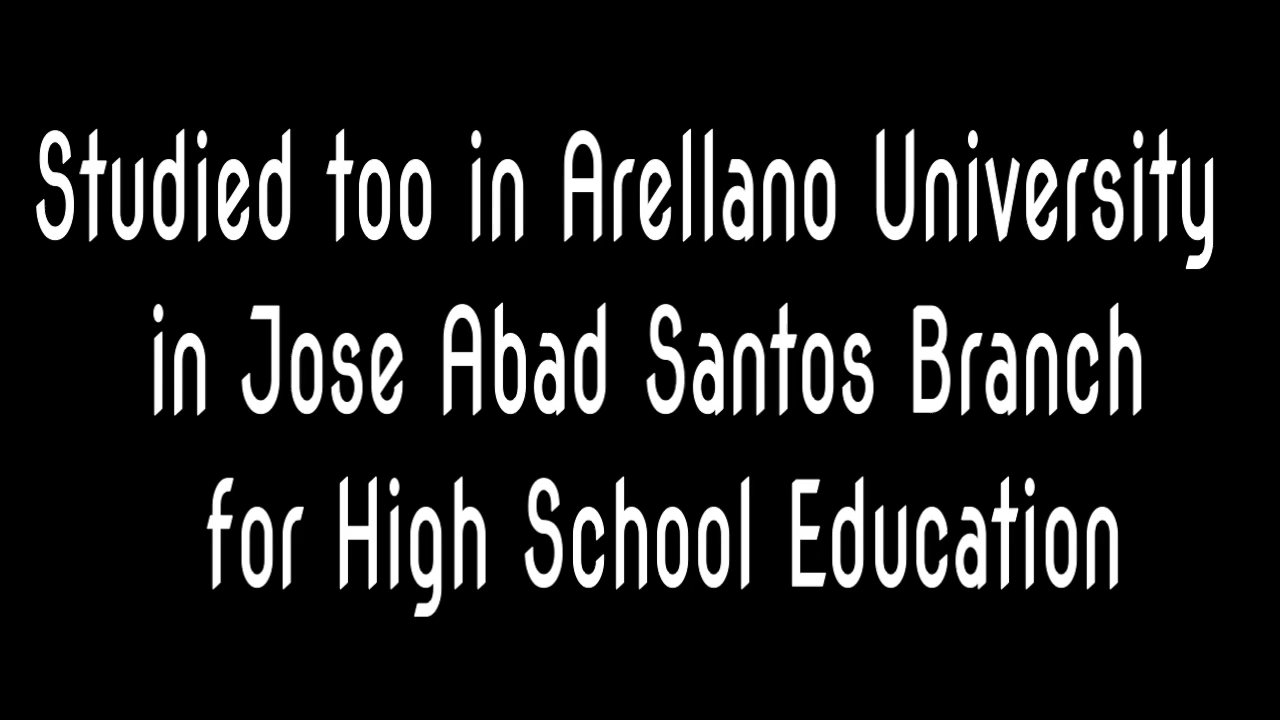 Studied too in Arellano University
in Jose Abad Santos Branch
for High School Education